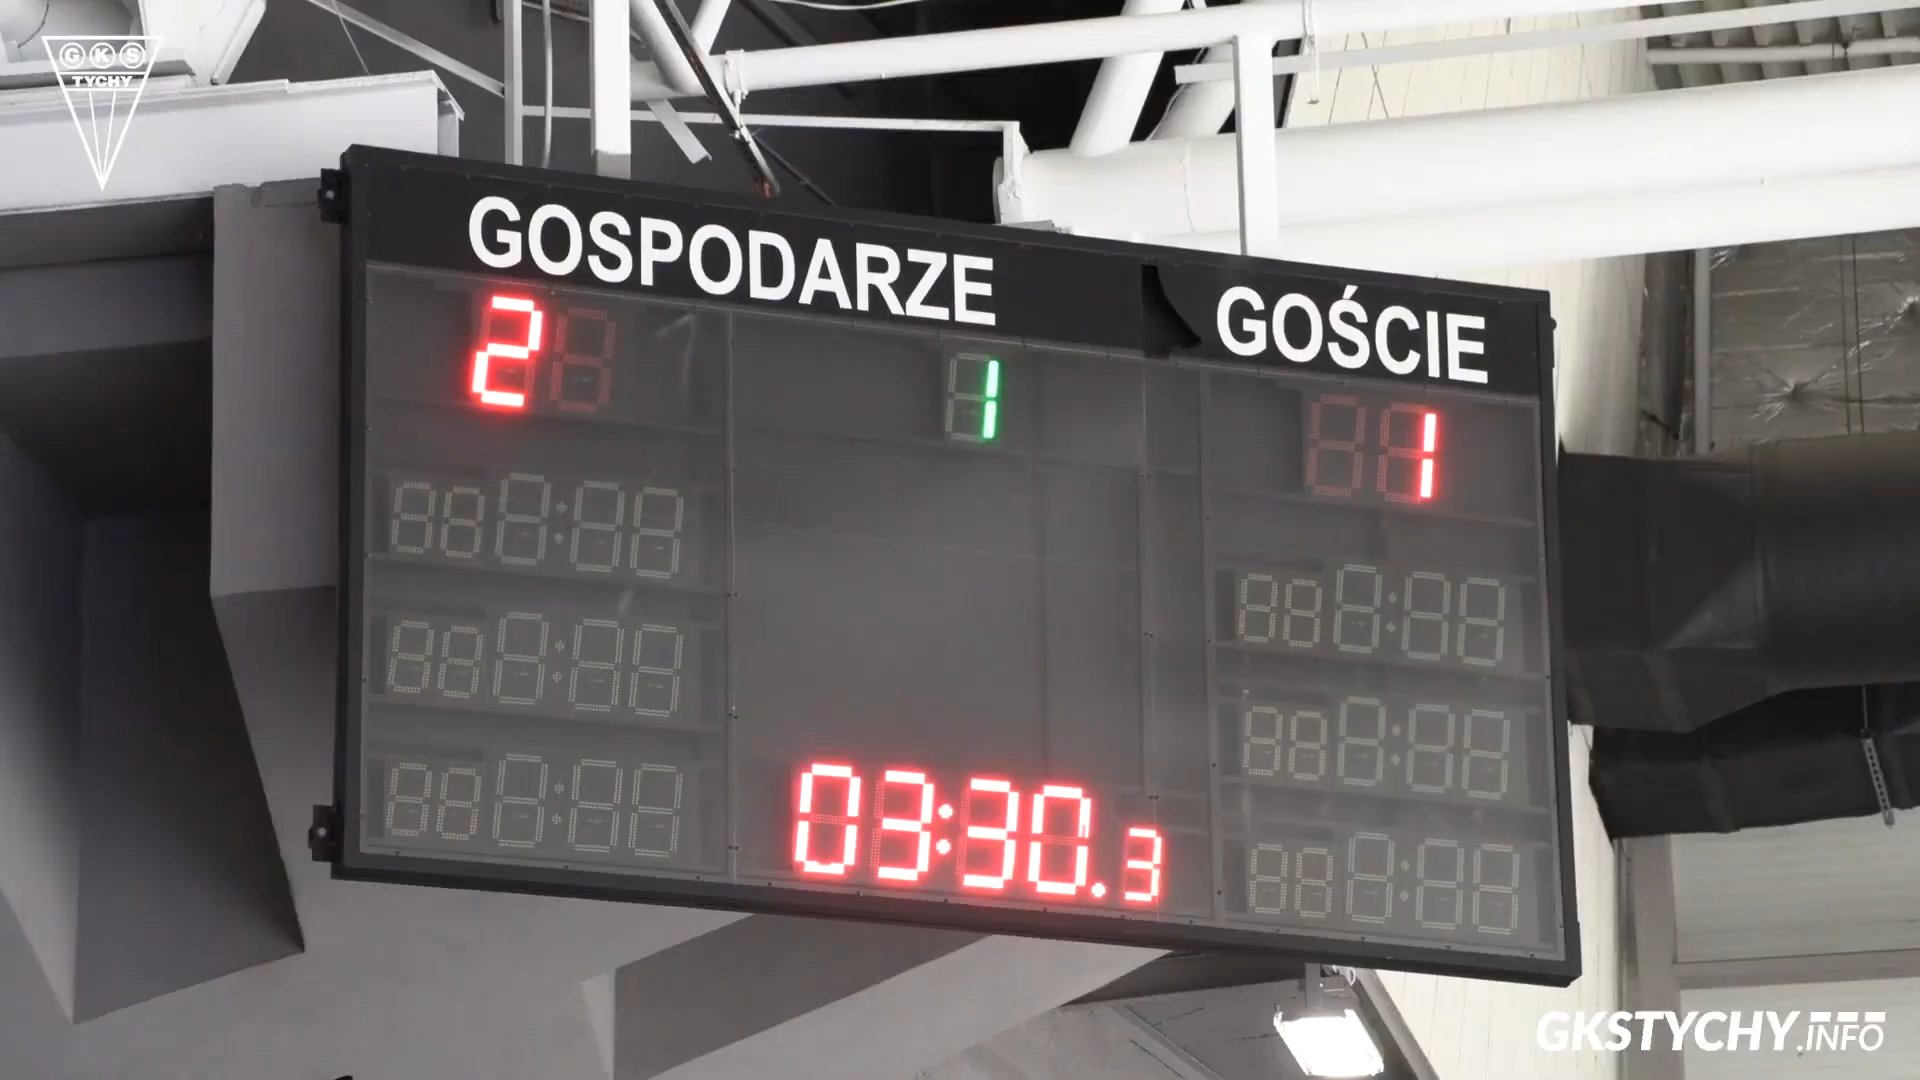 GKS
TYCHY
GOSPODARZE
GOŚCIE
2
1
1
03:30.3
GKSTYCHY.INFO